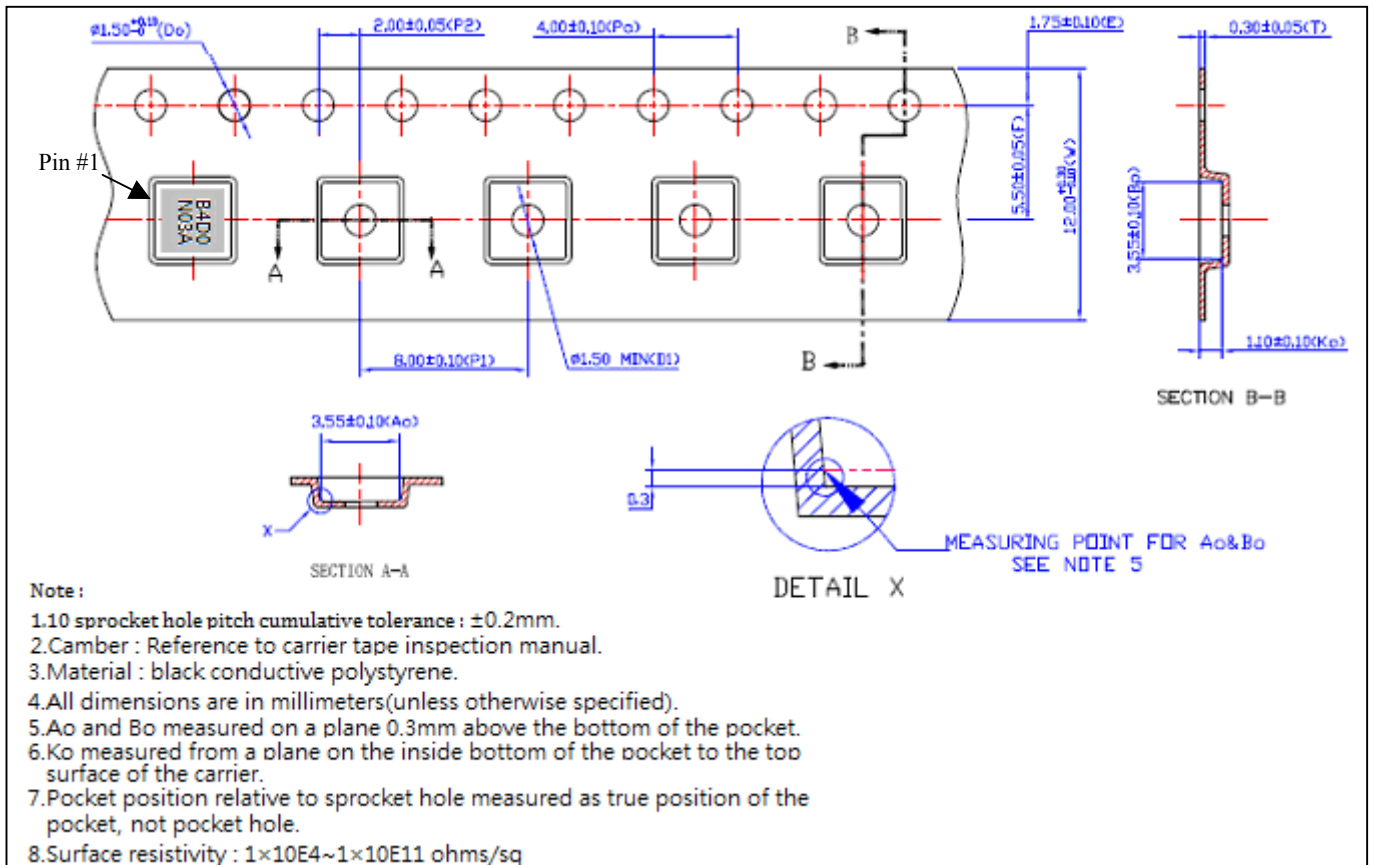 ø1.50+0.10-0(Do)
2.00±0.05(P2)
4.00±0.10(Po)
B
1.75±0.10(E)
0.30±0.05(T)
Pin #1
B4D0
N03A
A
A
5.50±0.05(F)
3.55±0.10(Bo)
8.00±0.10(P1)
ø1.50 MIN(D1)
B
1.10±0.10(Ko)
SECTION B-B
3.55±0.10(Ao)
X
SECTION A-A
0.3
MEASURING POINT FOR Ao&Bo
SEE NOTE 5
DETAIL X
Note :
1.10 sprocket hole pitch cumulative tolerance : ±0.2mm.
2.Camber : Reference to carrier tape inspection manual.
3.Material : black conductive polystyrene.
4.All dimensions are in millimeters(unless otherwise specified).
5.Ao and Bo measured on a plane 0.3mm above the bottom of the pocket.
6.Ko measured from a plane on the inside bottom of the pocket to the top
surface of the carrier.
7.Pocket position relative to sprocket hole measured as true position of the
pocket, not pocket hole.
8.Surface resistivity : 1×10E4~1×10E11 ohms/sq